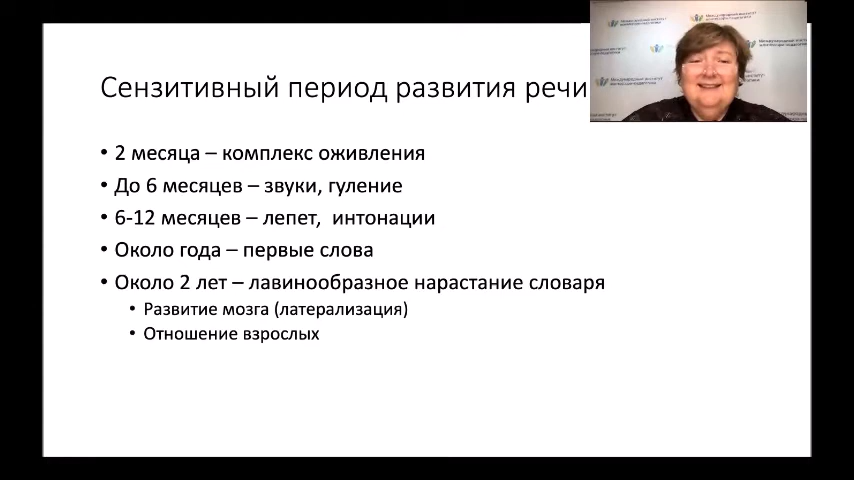 Сензитивный период развития речи
• 2 месяца – комплекс оживления
• До 6 месяцев – звуки, гуление
• 6-12 месяцев – лепет,  интонации
• Около года – первые слова
• Около 2 лет – лавинообразное нарастание словаря
• Развитие мозга (латерализация)
• Отношение взрослых